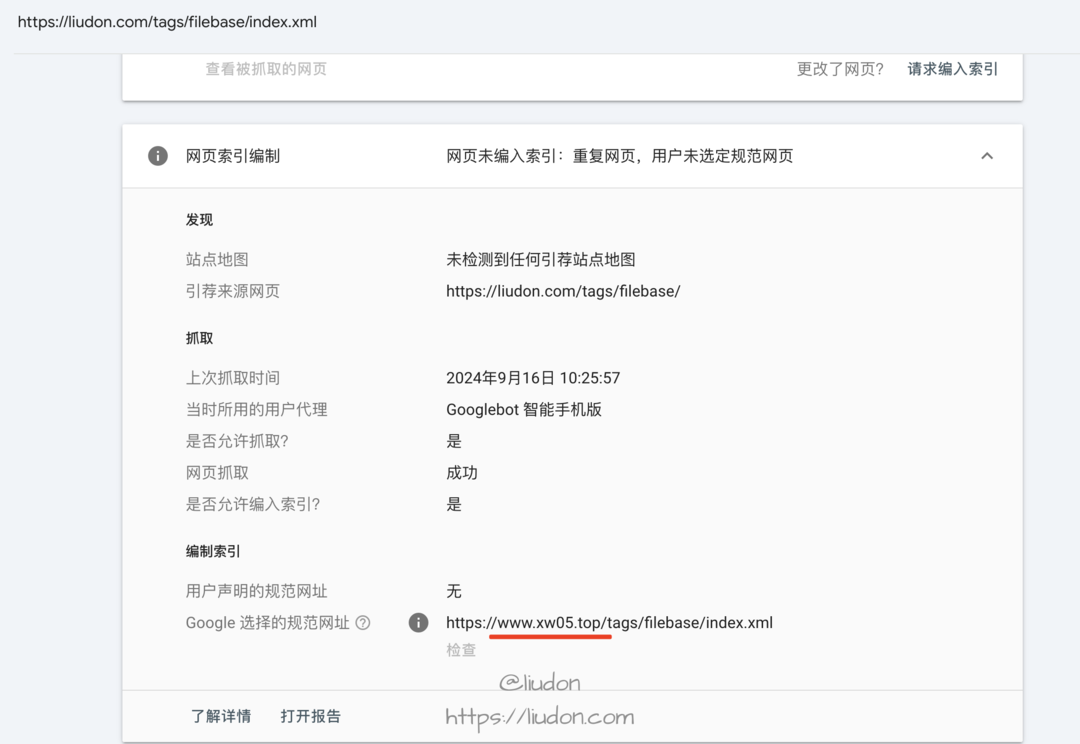 https://liudon.com/tags/filebase/index.xml
查看被抓取的网页 更改了网页? 请求编入索引
网页索引编制 网页未编入索引：重复网页，用户未选定规范网页
发现
站点地图 未检测到任何引荐站点地图
引荐来源网页 https://liudon.com/tags/filebase/
抓取
上次抓取时间 2024年9月16日 10:25:57
当时所用的用户代理 Googlebot 智能手机版
是否允许抓取? 是
网页抓取 成功
是否允许编入索引? 是
编制索引
用户声明的规范网址 无
Google 选择的规范网址 https://www.xw05.top/tags/filebase/index.xml
检查
@liudon
了解详情 打开报告 https://liudon.com